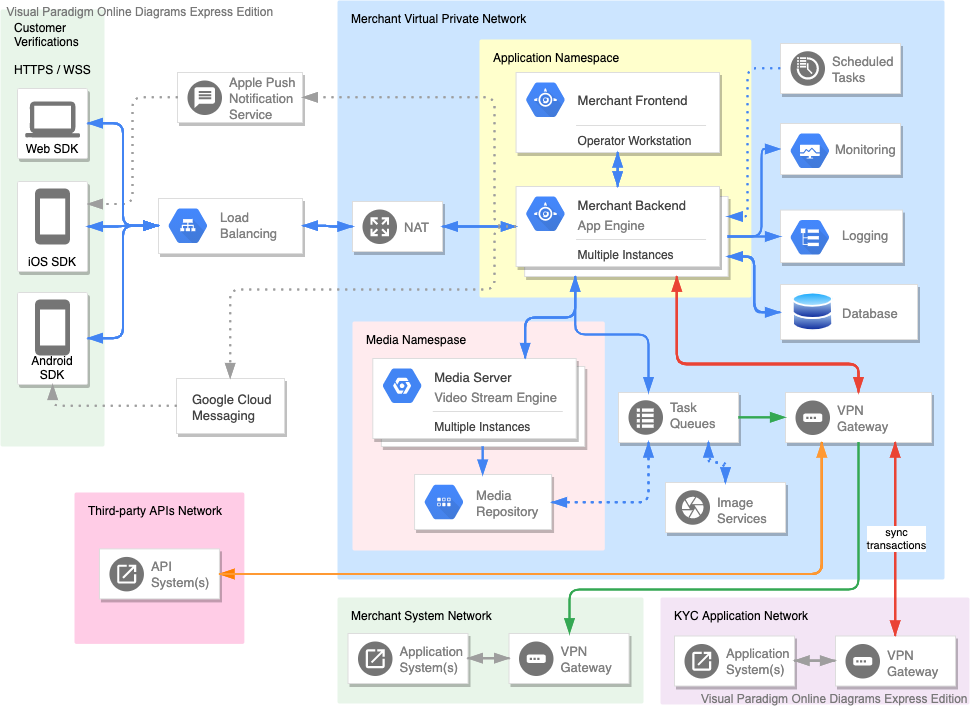 Visual Paradigm Online Diagrams Express Edition
Customer
Verifications
HTTPS / WSS
Web SDK
iOS SDK
Android
SDK
Apple Push
Notification
Service
Load
Balancing
Google Cloud
Messaging
Merchant Virtual Private Network
NAT
Application Namespace
Merchant Frontend
Operator Workstation
Merchant Backend
App Engine
Multiple Instances
Scheduled
Tasks
Monitoring
Logging
Database
Media Namespase
Media Server
Video Stream Engine
Multiple Instances
Media
Repository
Task
Queues
VPN
Gateway
Image
Services
sync
transactions
Third-party APIs Network
API
System(s)
Merchant System Network
Application
System(s)
VPN
Gateway
KYC Application Network
Application
System(s)
VPN
Gateway
Visual Paradigm Online Diagrams Express Edition